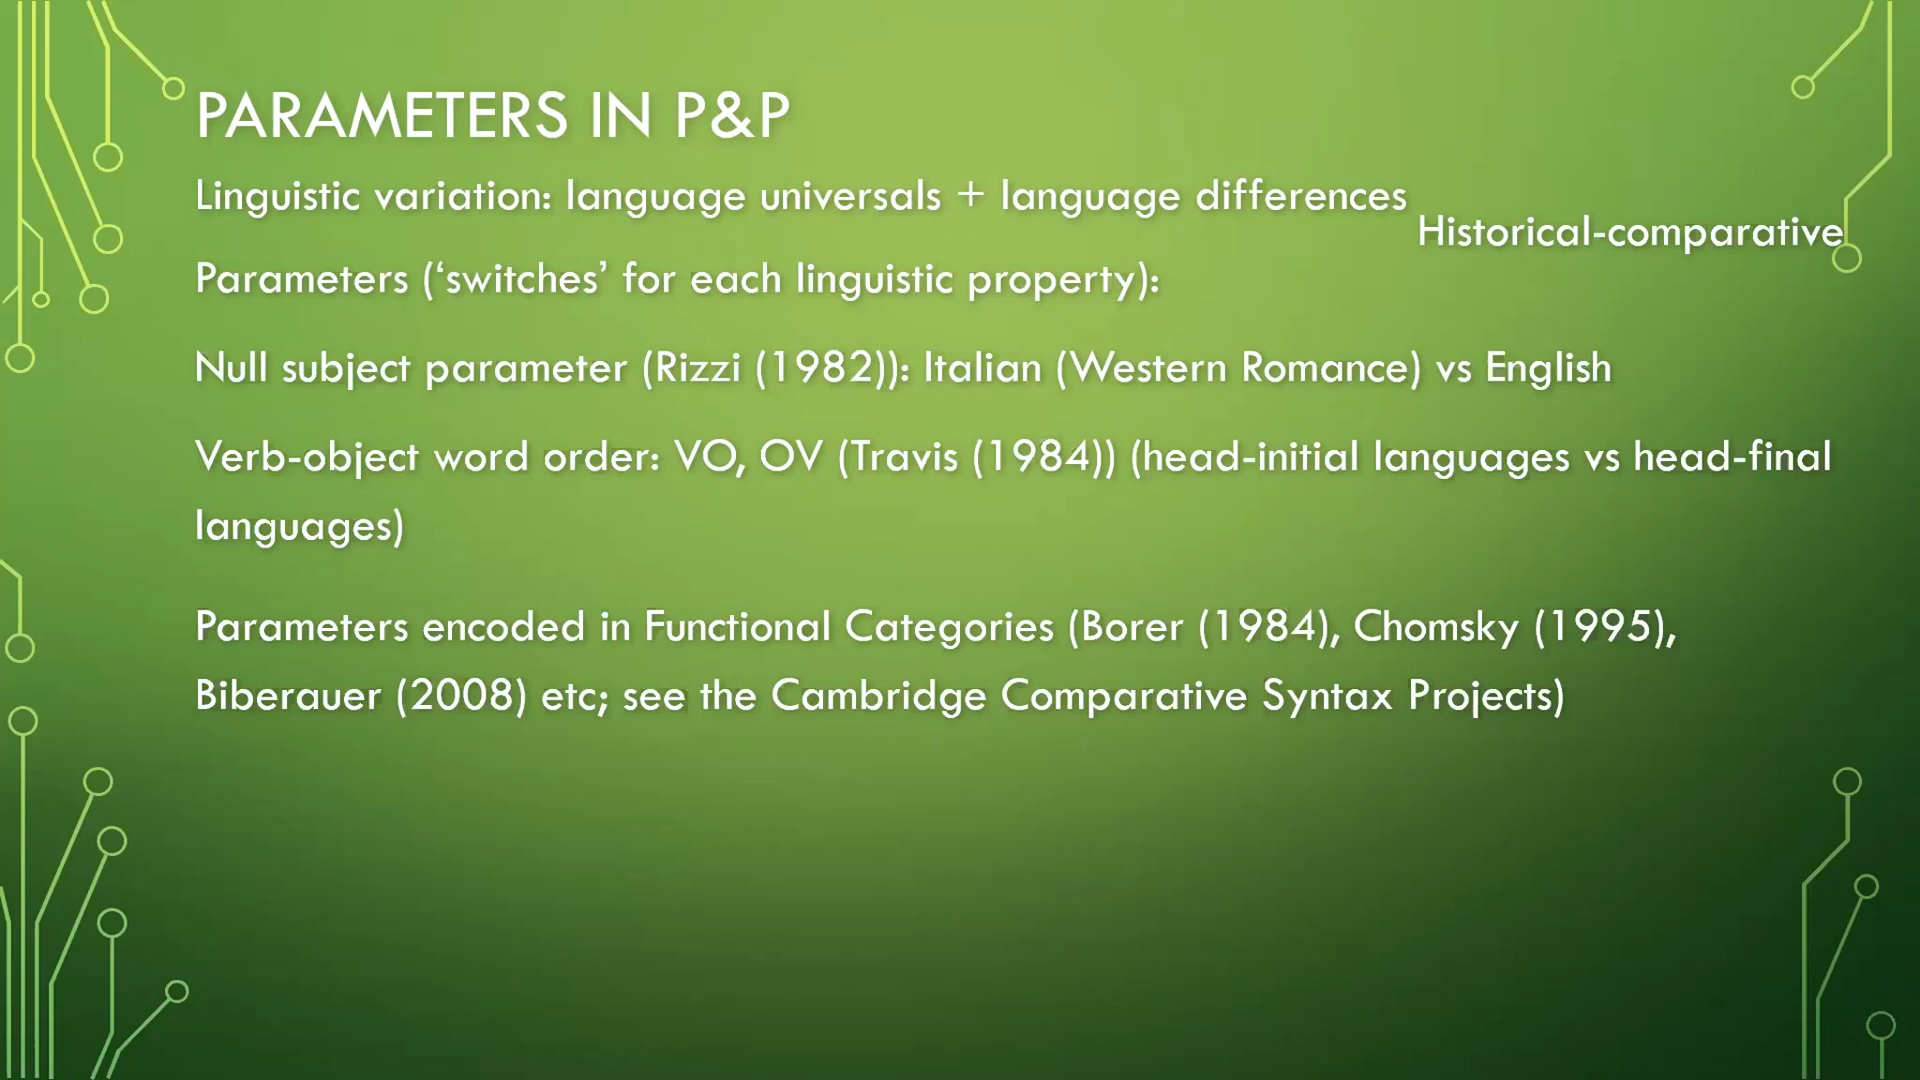 PARAMETERS IN P&P
Linguistic variation: language universals + language differences
Historical-comparative
Parameters (‘switches’ for each linguistic property):
Null subject parameter (Rizzi (1982)): Italian (Western Romance) vs English
Verb-object word order: VO, OV (Travis (1984)) (head-initial languages vs head-final
languages)
Parameters encoded in Functional Categories (Borer (1984), Chomsky (1995),
Biberauer (2008) etc; see the Cambridge Comparative Syntax Projects)